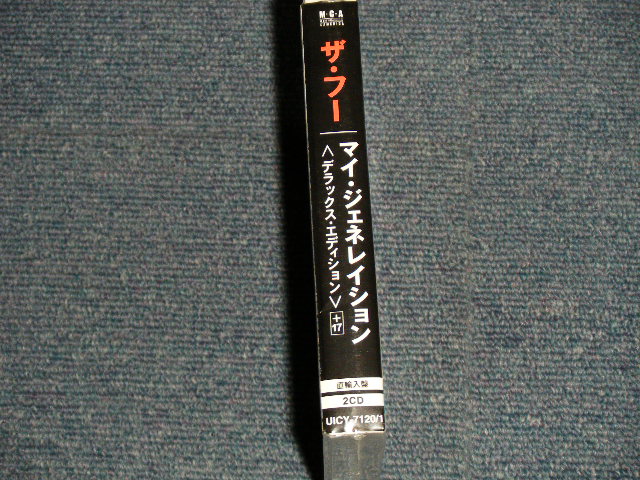 M·C·A
ザ・フー
マイ・ジェネレイション
＜デラックス・エディション＞ +17
直輸入盤
2CD
UICY-7120/1